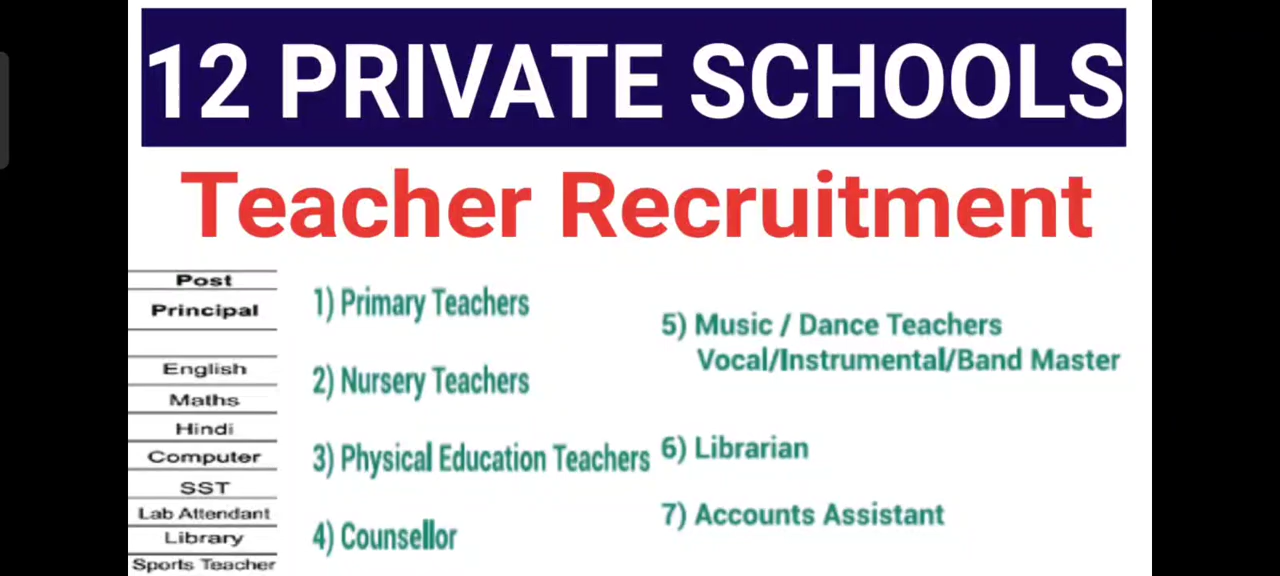 12 PRIVATE SCHOOLS
Teacher Recruitment
Post
Principal
English
Maths
Hindi
Computer
SST
Lab Attendant
Library
Sports Teacher
1) Primary Teachers
2) Nursery Teachers
3) Physical Education Teachers
4) Counsellor
5) Music / Dance Teachers
Vocal/Instrumental/Band Master
6) Librarian
7) Accounts Assistant